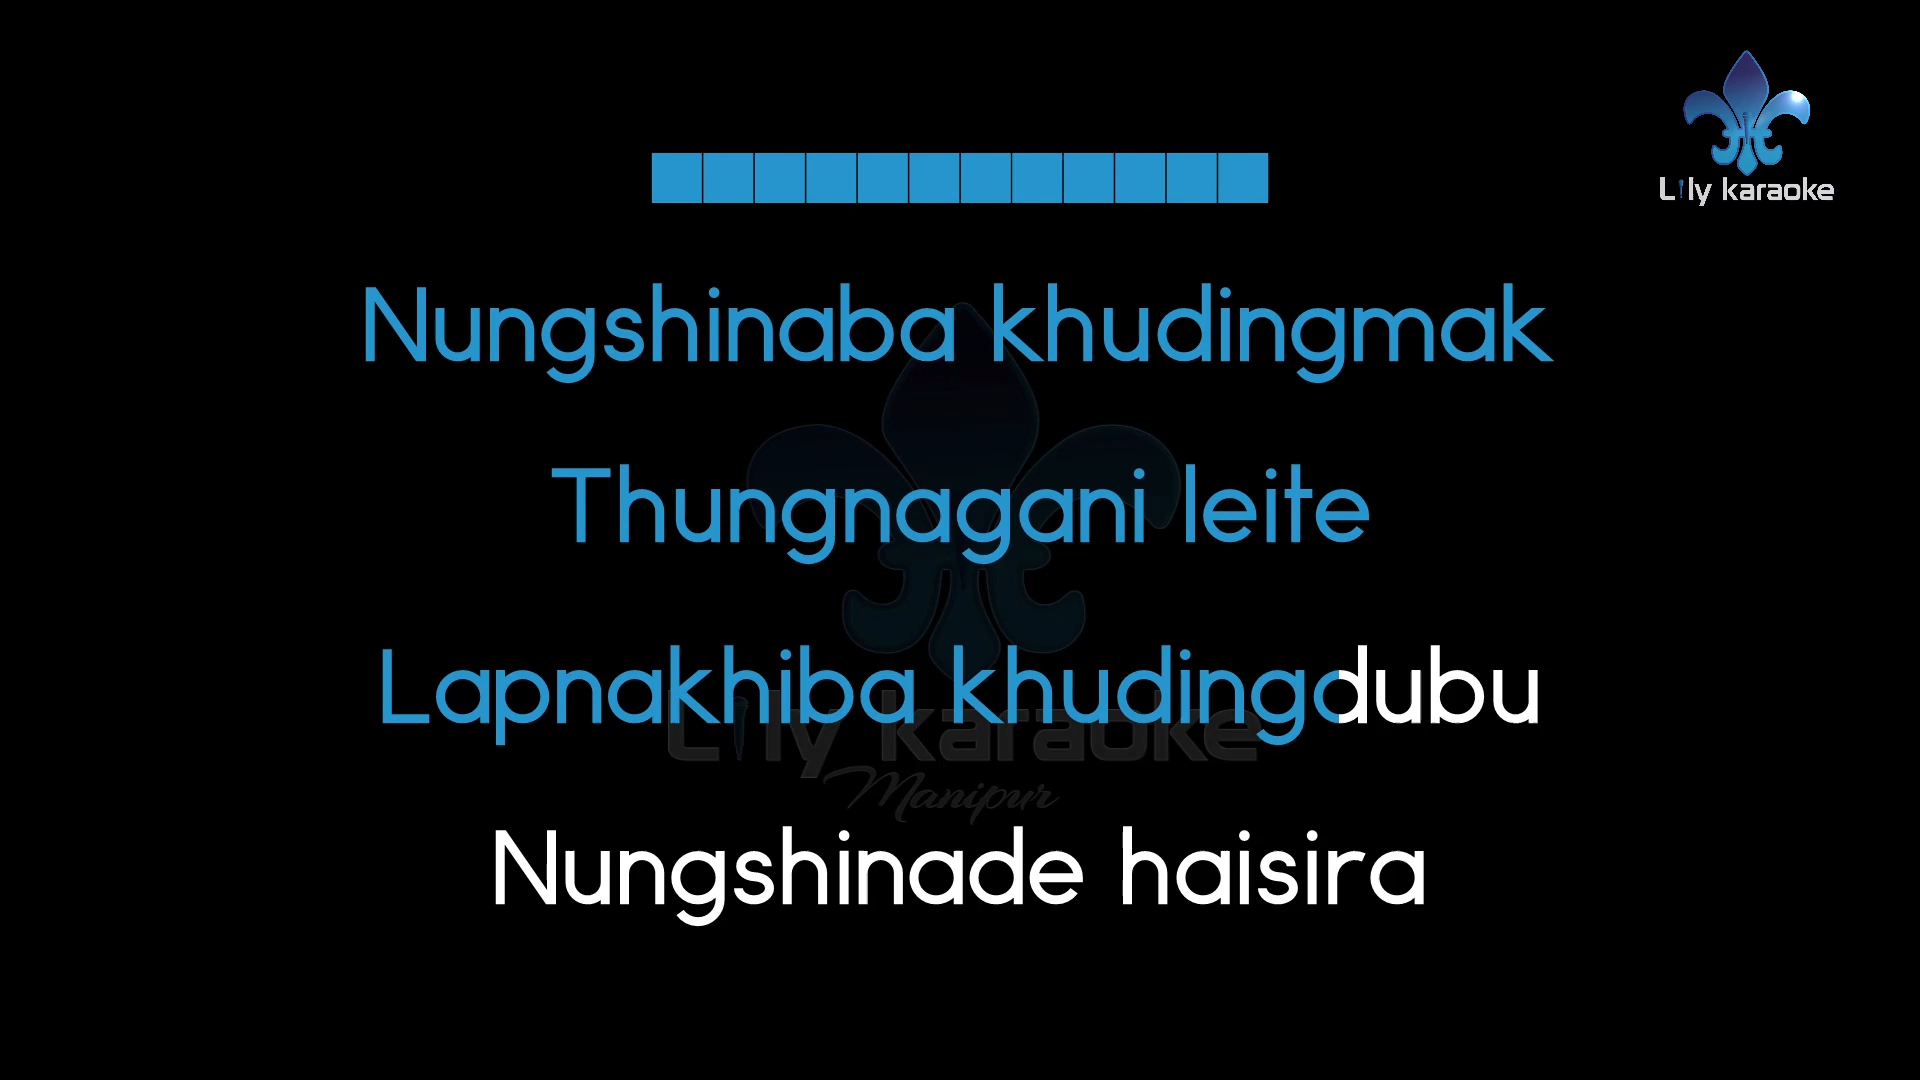 Lily karaoke
Nungshinaba khudingmak
Thungnagani leite
Lapnakhiba khudingdubu
Lily karaoke
Manipur
Nungshinade haisira